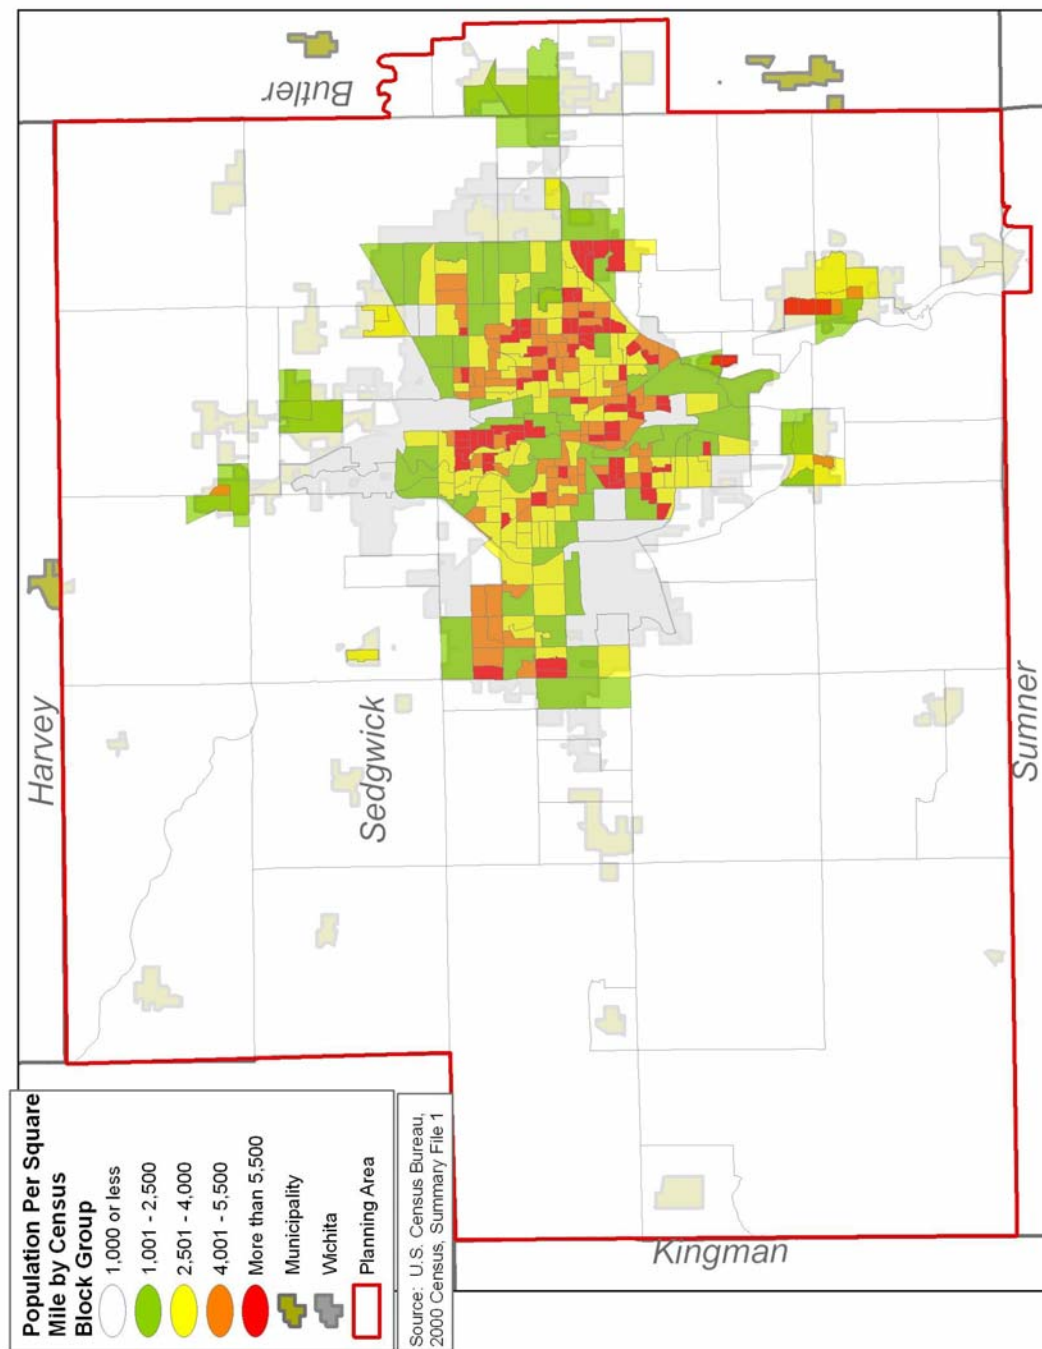 Population Per Square
Mile by Census
Block Group
1,000 or less
1,001 - 2,500
2,501 - 4,000
4,001 - 5,500
More than 5,500
Municipality
Wichita
Planning Area
Source: U.S. Census Bureau,
2000 Census, Summary File 1
Harvey
Butler
Sedgwick
Kingman
Sumner